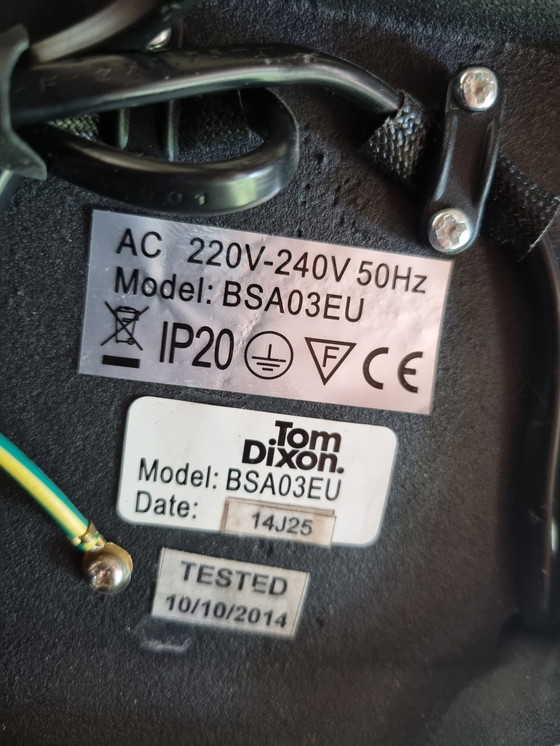 AC 220V-240V 50Hz
Model: BSA03EU
IP20 F CE
Tom
Dixon.
Model: BSA03EU
Date: 14J25
TESTED
10/10/2014